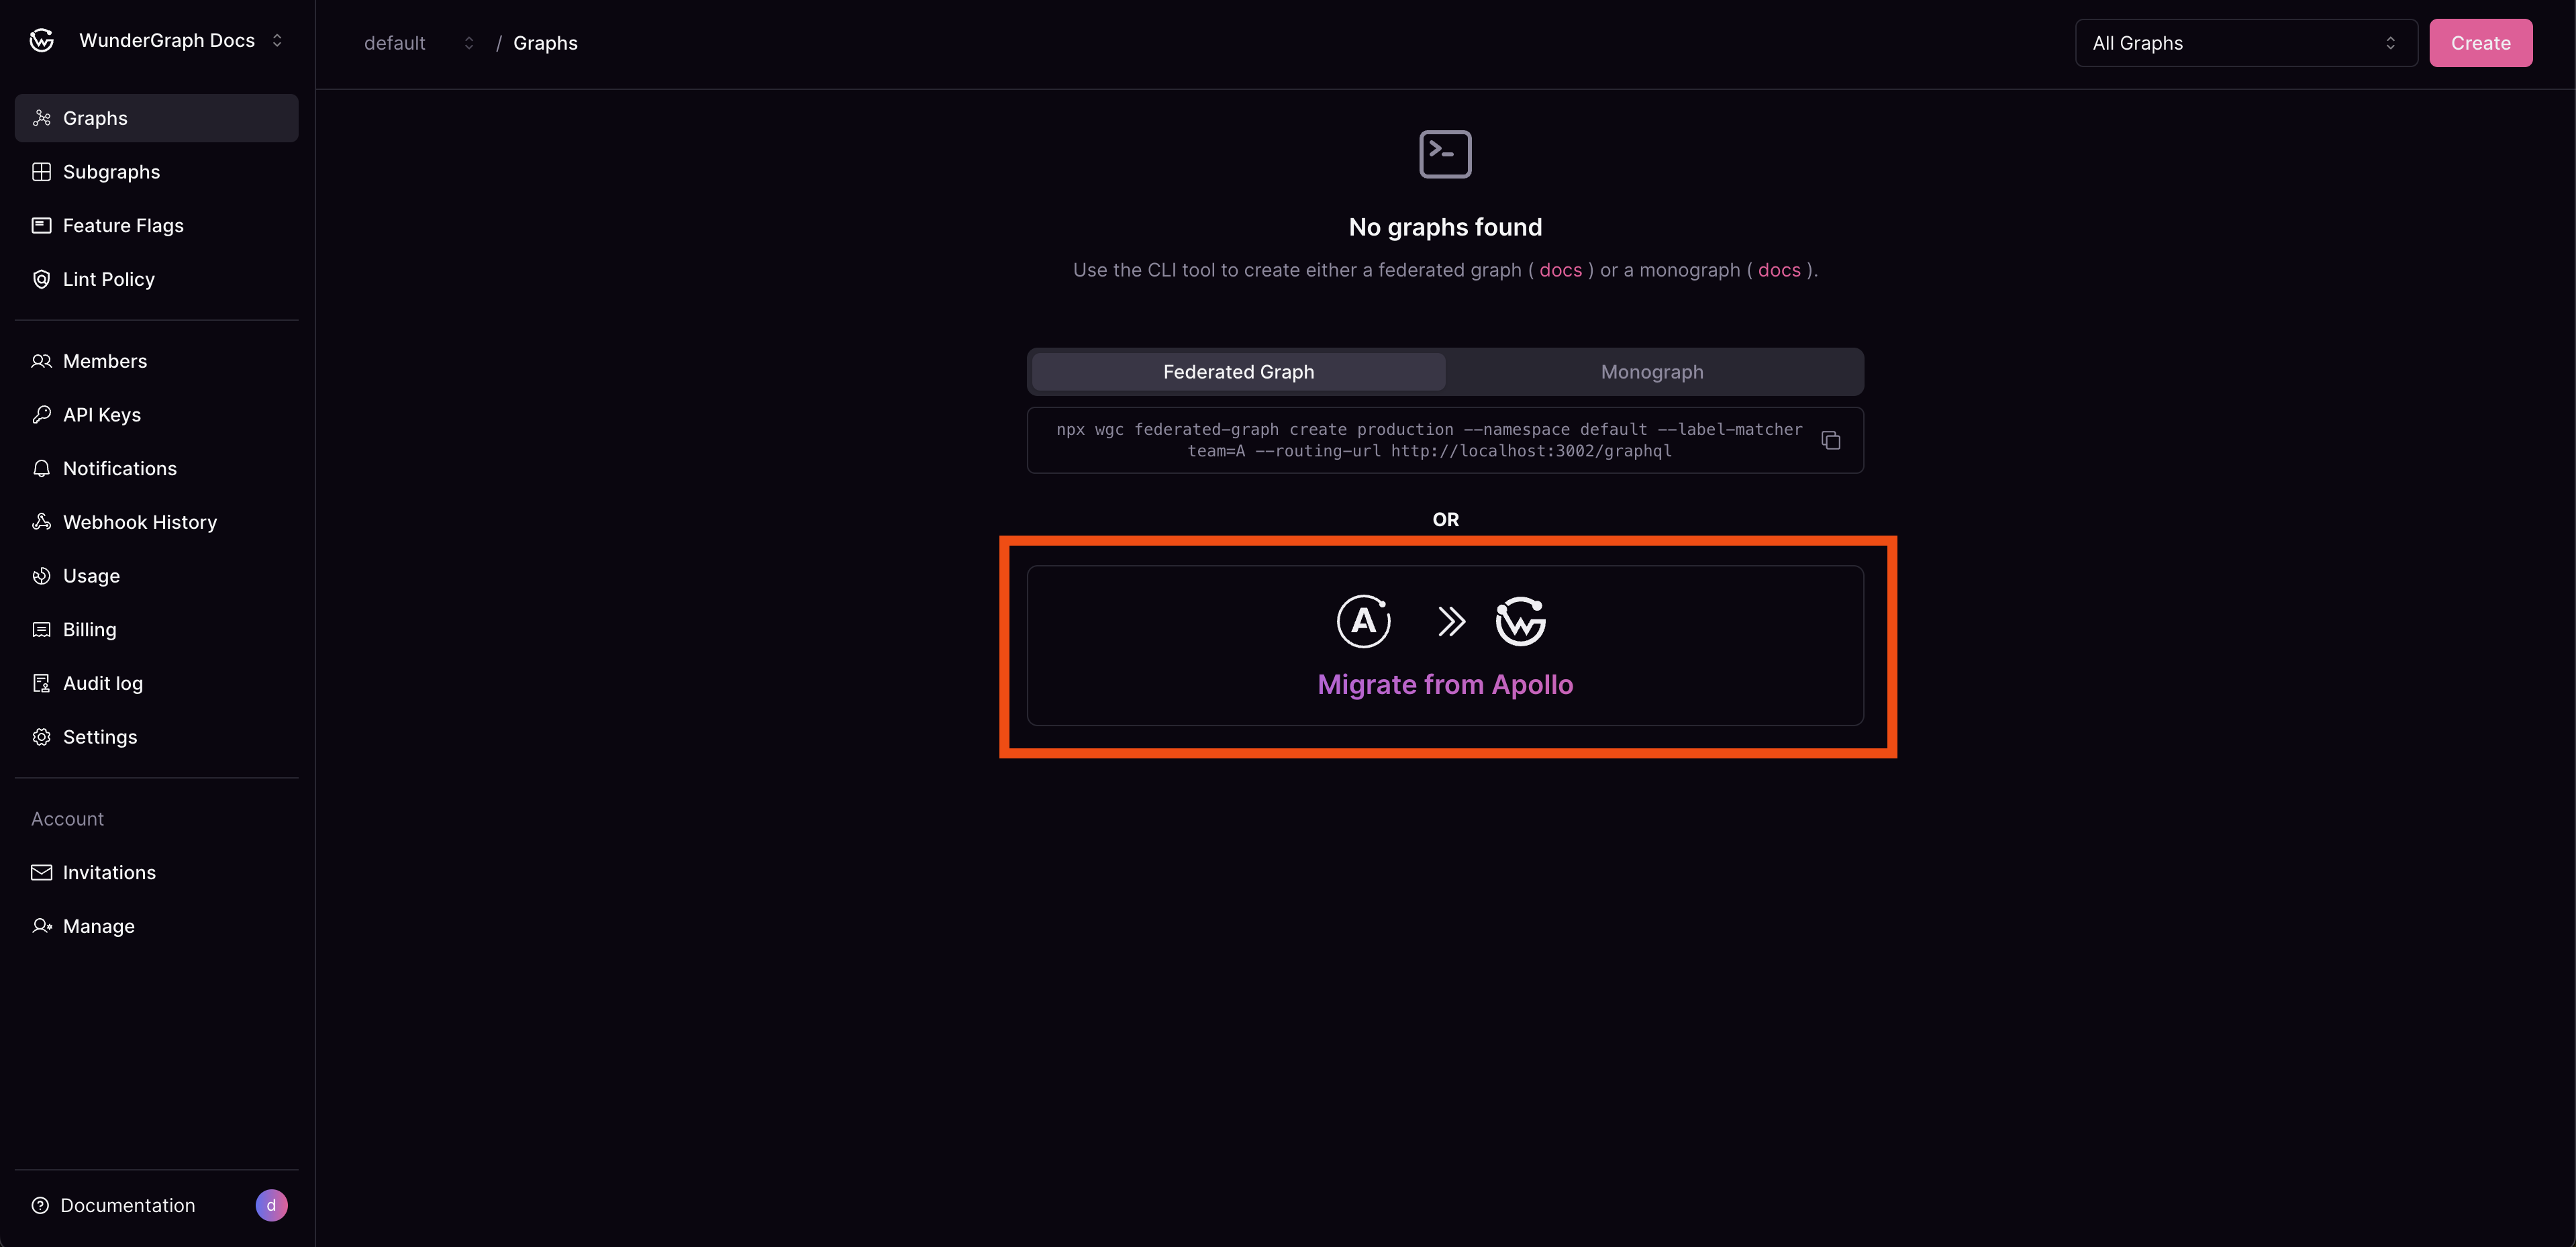 WunderGraph Docs
default / Graphs
All Graphs
Create
Graphs
Subgraphs
Feature Flags
Lint Policy
Members
API Keys
Notifications
Webhook History
Usage
Billing
Audit log
Settings
Account
Invitations
Manage
Documentation
d
No graphs found
Use the CLI tool to create either a federated graph ( docs ) or a monograph ( docs ).
Federated Graph
Monograph
npx wgc federated-graph create production --namespace default --label-matcher
team=A --routing-url http://localhost:3002/graphql
OR
A
Migrate from Apollo